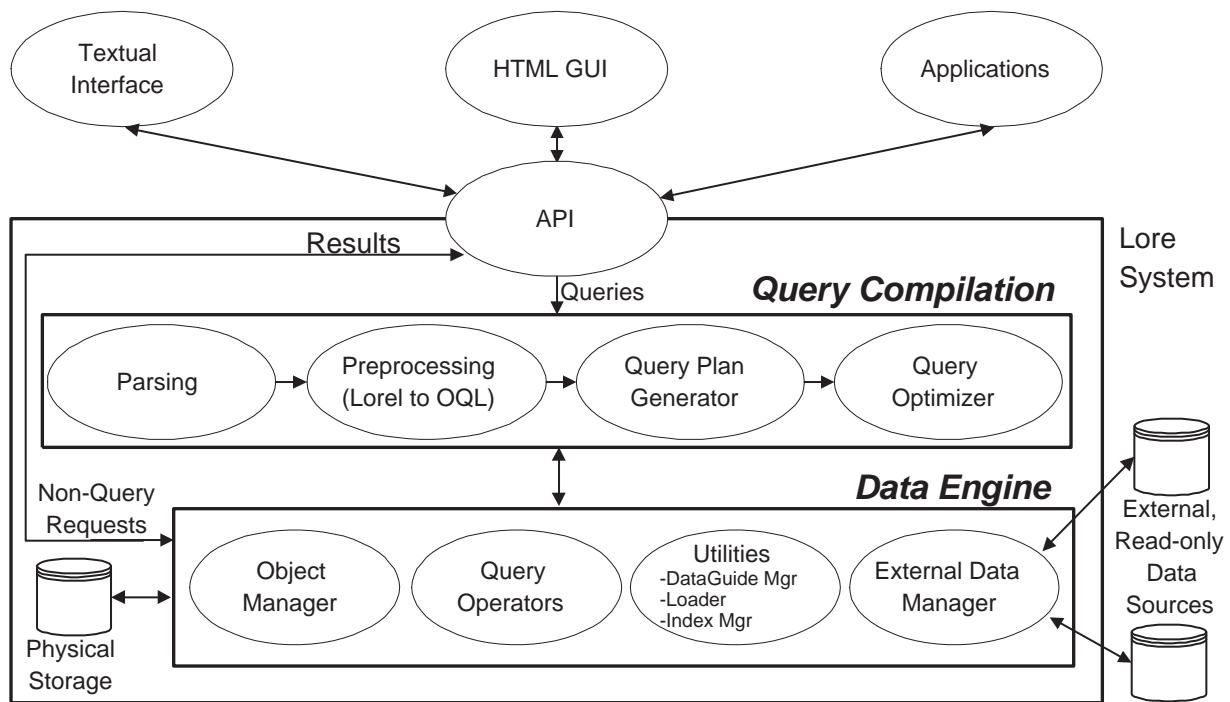 Textual
Interface
HTML GUI
Applications
API
Results
Lore
System
Queries
Query Compilation
Parsing
Preprocessing
(Lorel to OQL)
Query Plan
Generator
Query
Optimizer
Non-Query
Requests
Data Engine
Object
Manager
Query
Operators
Utilities
-DataGuide Mgr
-Loader
-Index Mgr
External Data
Manager
External,
Read-only
Data
Sources
Physical
Storage